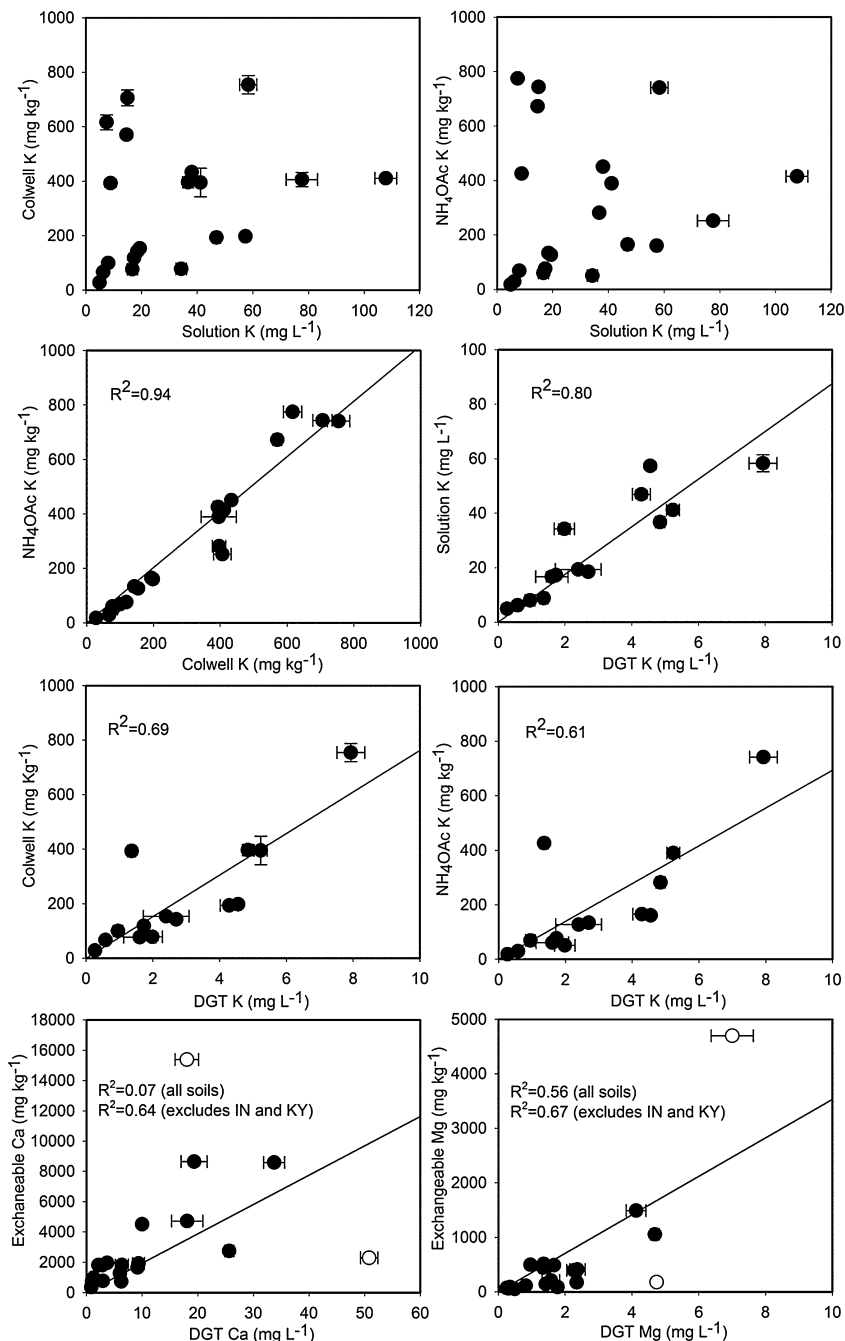 1000
800
600
400
200
0
Colwell K (mg kg-1)
0 20 40 60 80 100 120
Solution K (mg L-1)
1000
800
600
400
200
0
NH4OAc K (mg kg-1)
0 20 40 60 80 100 120
Solution K (mg L-1)
1000
800
600
400
200
0
NH4OAc K (mg kg-1)
R2=0.94
0 200 400 600 800 1000
Colwell K (mg kg-1)
100
80
60
40
20
0
Solution K (mg L-1)
R2=0.80
0 2 4 6 8 10
DGT K (mg L-1)
1000
800
600
400
200
0
Colwell K (mg Kg-1)
R2=0.69
0 2 4 6 8 10
DGT K (mg L-1)
1000
800
600
400
200
0
NH4OAc K (mg kg-1)
R2=0.61
0 2 4 6 8 10
DGT K (mg L-1)
18000
16000
14000
12000
10000
8000
6000
4000
2000
0
Exchaneable Ca (mg kg-1)
R2=0.07 (all soils)
R2=0.64 (excludes IN and KY)
0 10 20 30 40 50 60
DGT Ca (mg L-1)
5000
4000
3000
2000
1000
0
Exchangeable Mg (mg kg-1)
R2=0.56 (all soils)
R2=0.67 (excludes IN and KY)
0 2 4 6 8 10
DGT Mg (mg L-1)